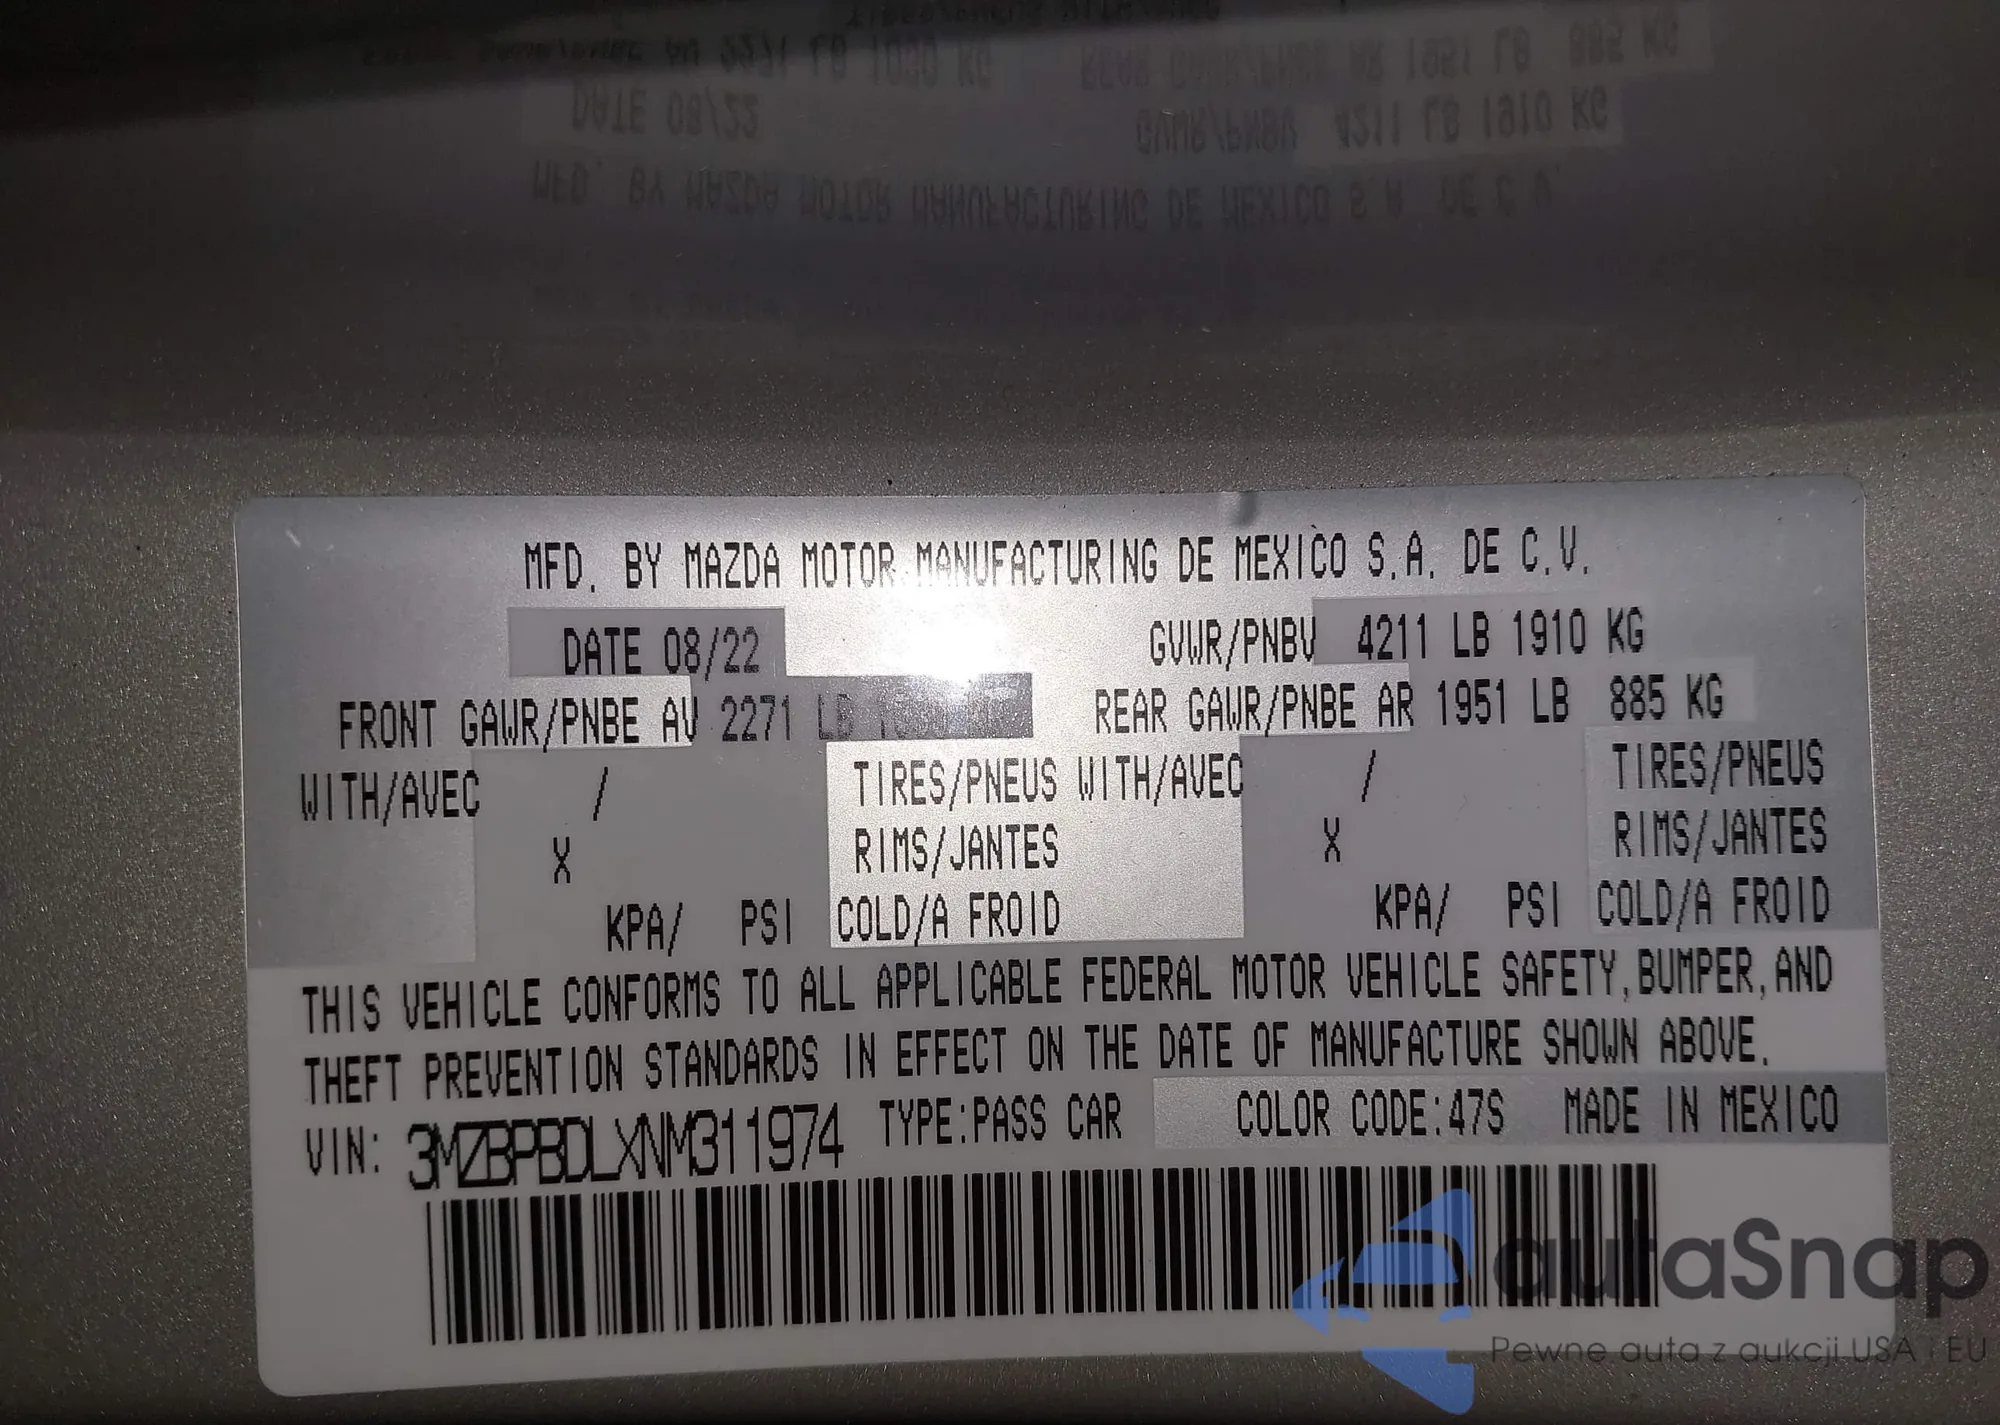 MFD. BY MAZDA MOTOR MANUFACTURING DE MEXICO S.A. DE C.V.
DATE 08/22 GVWR/PNBV 4211 LB 1910 KG
FRONT GAWR/PNBE AV 2271 LB 1030 KG REAR GAWR/PNBE AR 1951 LB 885 KG
WITH/AVEC / TIRES/PNEUS WITH/AVEC / TIRES/PNEUS
X RIMS/JANTES X RIMS/JANTES
KPA/ PSI COLD/A FROID KPA/ PSI COLD/A FROID
THIS VEHICLE CONFORMS TO ALL APPLICABLE FEDERAL MOTOR VEHICLE SAFETY, BUMPER, AND
THEFT PREVENTION STANDARDS IN EFFECT ON THE DATE OF MANUFACTURE SHOWN ABOVE.
VIN: 3MZBPBDLXNM311974 TYPE:PASS CAR COLOR CODE:47S MADE IN MEXICO
autaSnap
Pewne auta z aukcji USA i EU